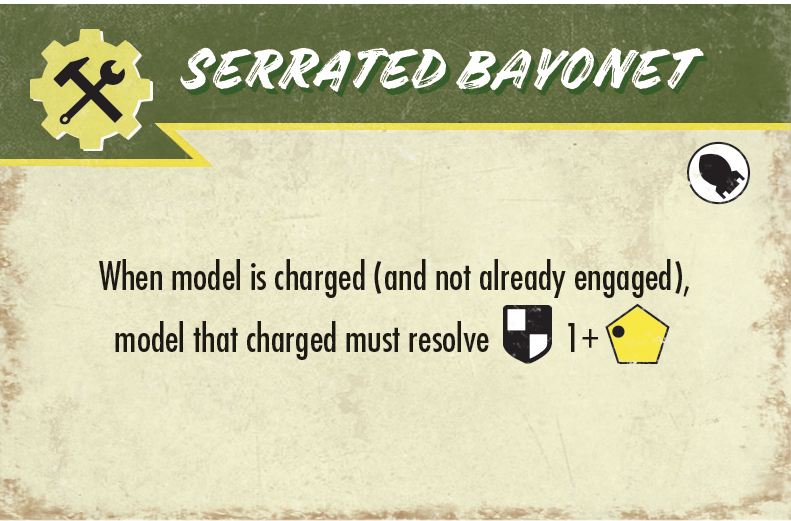 SERRATED BAYONET
When model is charged (and not already engaged),
model that charged must resolve 1+